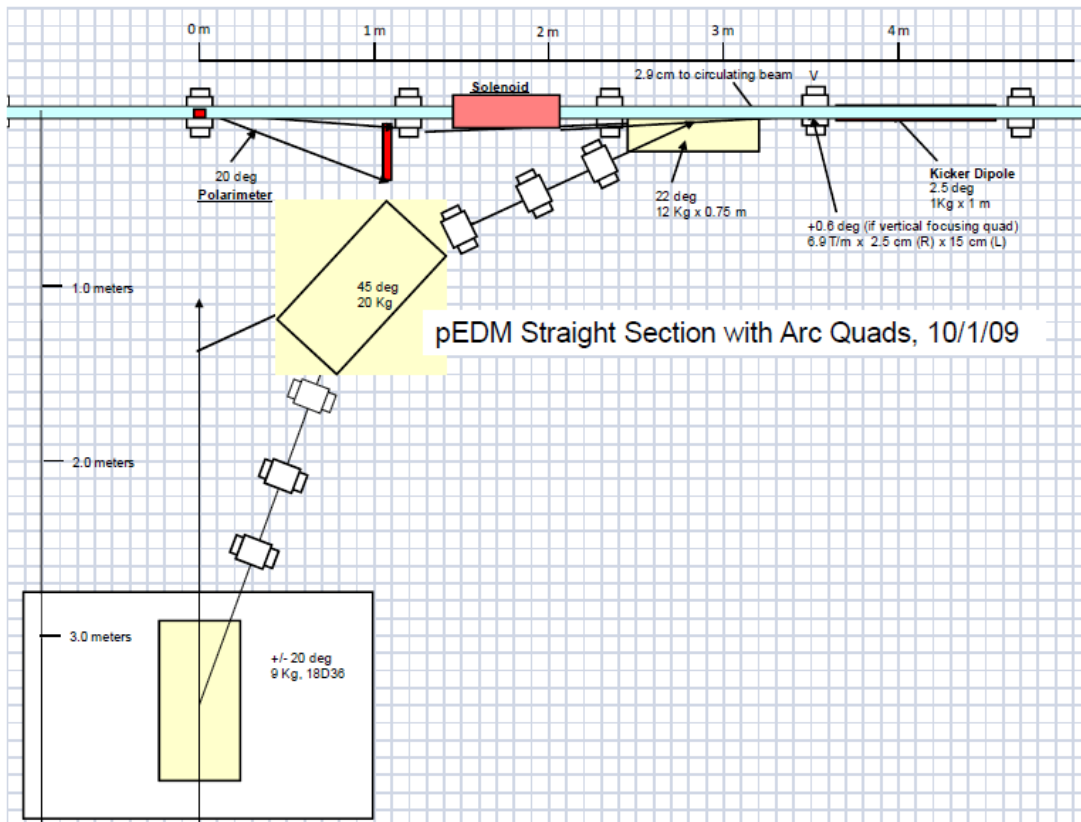 0 m
1 m
2 m
3 m
4 m
2.9 cm to circulating beam
V
Solenoid
20 deg
Polarimeter
22 deg
12 Kg x 0.75 m
Kicker Dipole
2.5 deg
1Kg x 1 m
+0.6 deg (if vertical focusing quad)
6.9 T/m x 2.5 cm (R) x 15 cm (L)
1.0 meters
45 deg
20 Kg
pEDM Straight Section with Arc Quads, 10/1/09
2.0 meters
3.0 meters
+/- 20 deg
9 Kg, 18D36